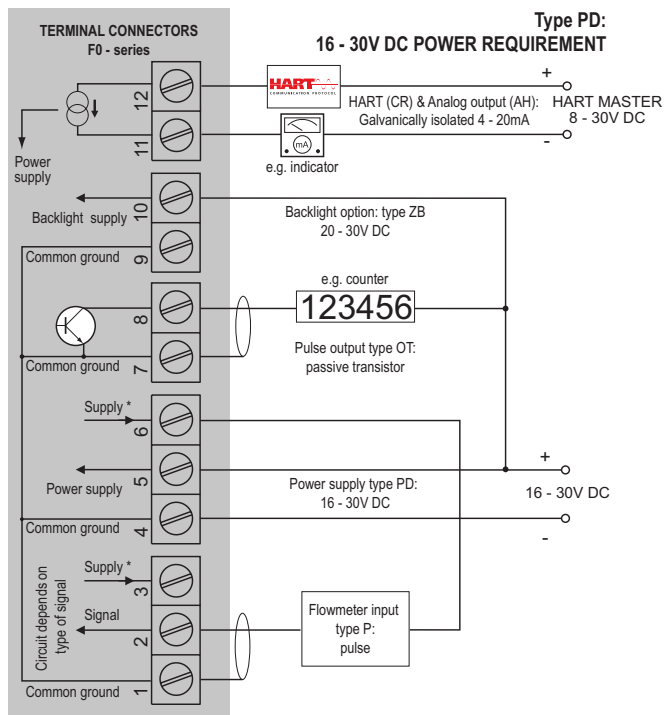 Type PD:
16 - 30V DC POWER REQUIREMENT
TERMINAL CONNECTORS
F0 - series
12
HART
COMMUNICATION PROTOCOL
+
HART (CR) & Analog output (AH):
Galvanically isolated 4 - 20mA
HART MASTER
8 - 30V DC
11
mA
-
Power
supply
e.g. indicator
10
Backlight supply
Backlight option: type ZB
20 - 30V DC
9
Common ground
e.g. counter
8
123456
7
Common ground
Pulse output type OT:
passive transistor
Supply *
6
+
5
Power supply
Power supply type PD:
16 - 30V DC
16 - 30V DC
4
Common ground
-
Supply *
3
Circuit depends on
type of signal
Signal
2
Flowmeter input
type P:
pulse
1
Common ground